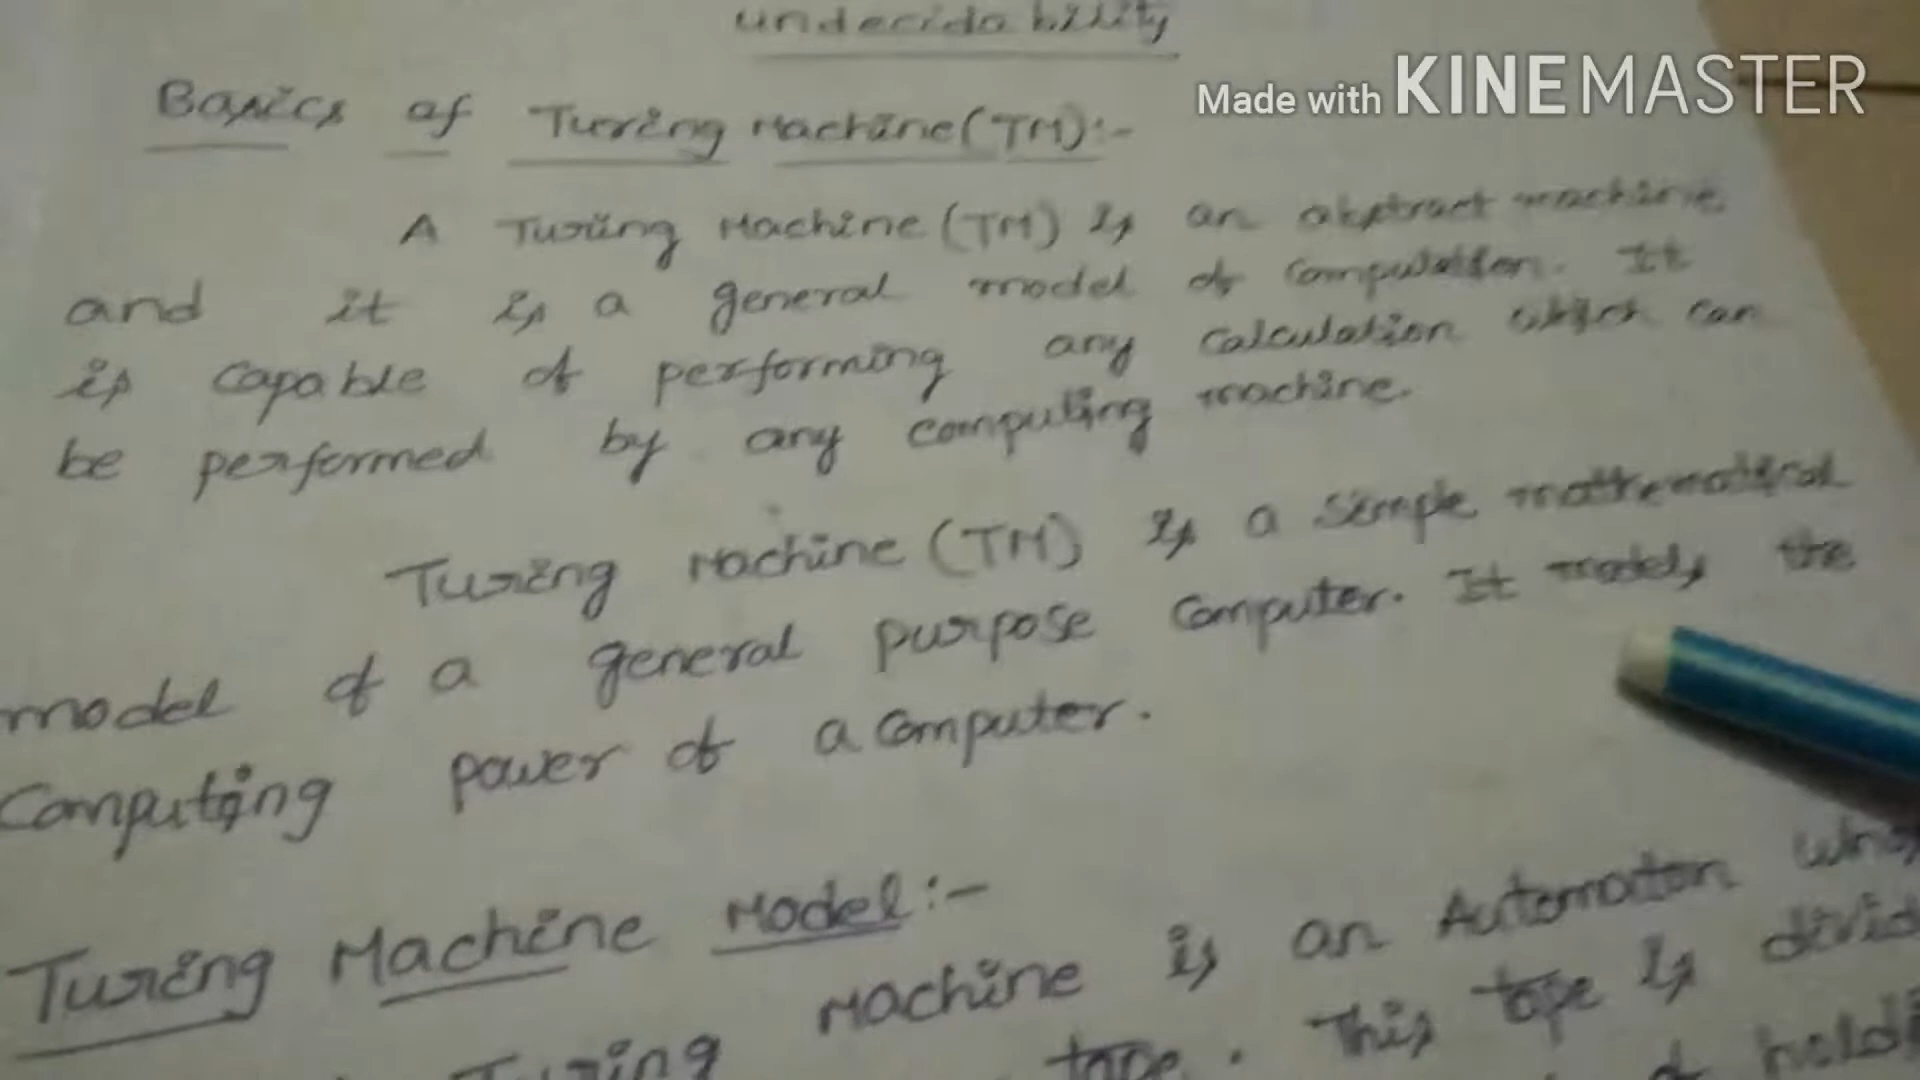 undecidability
Made with KINEMASTER
Basics of Turing Machine (TM):-
A Turing Machine (TM) is an abstract machine
and it is a general model of computation. It
is capable of performing any calculation which can
be performed by any computing machine.
Turing Machine (TM) is a simple mathematical
model of a general purpose computer. It models the
Computing power of a computer.
Turing Machine Model:-
Turing Machine is an Automaton
tape. This tape is
of